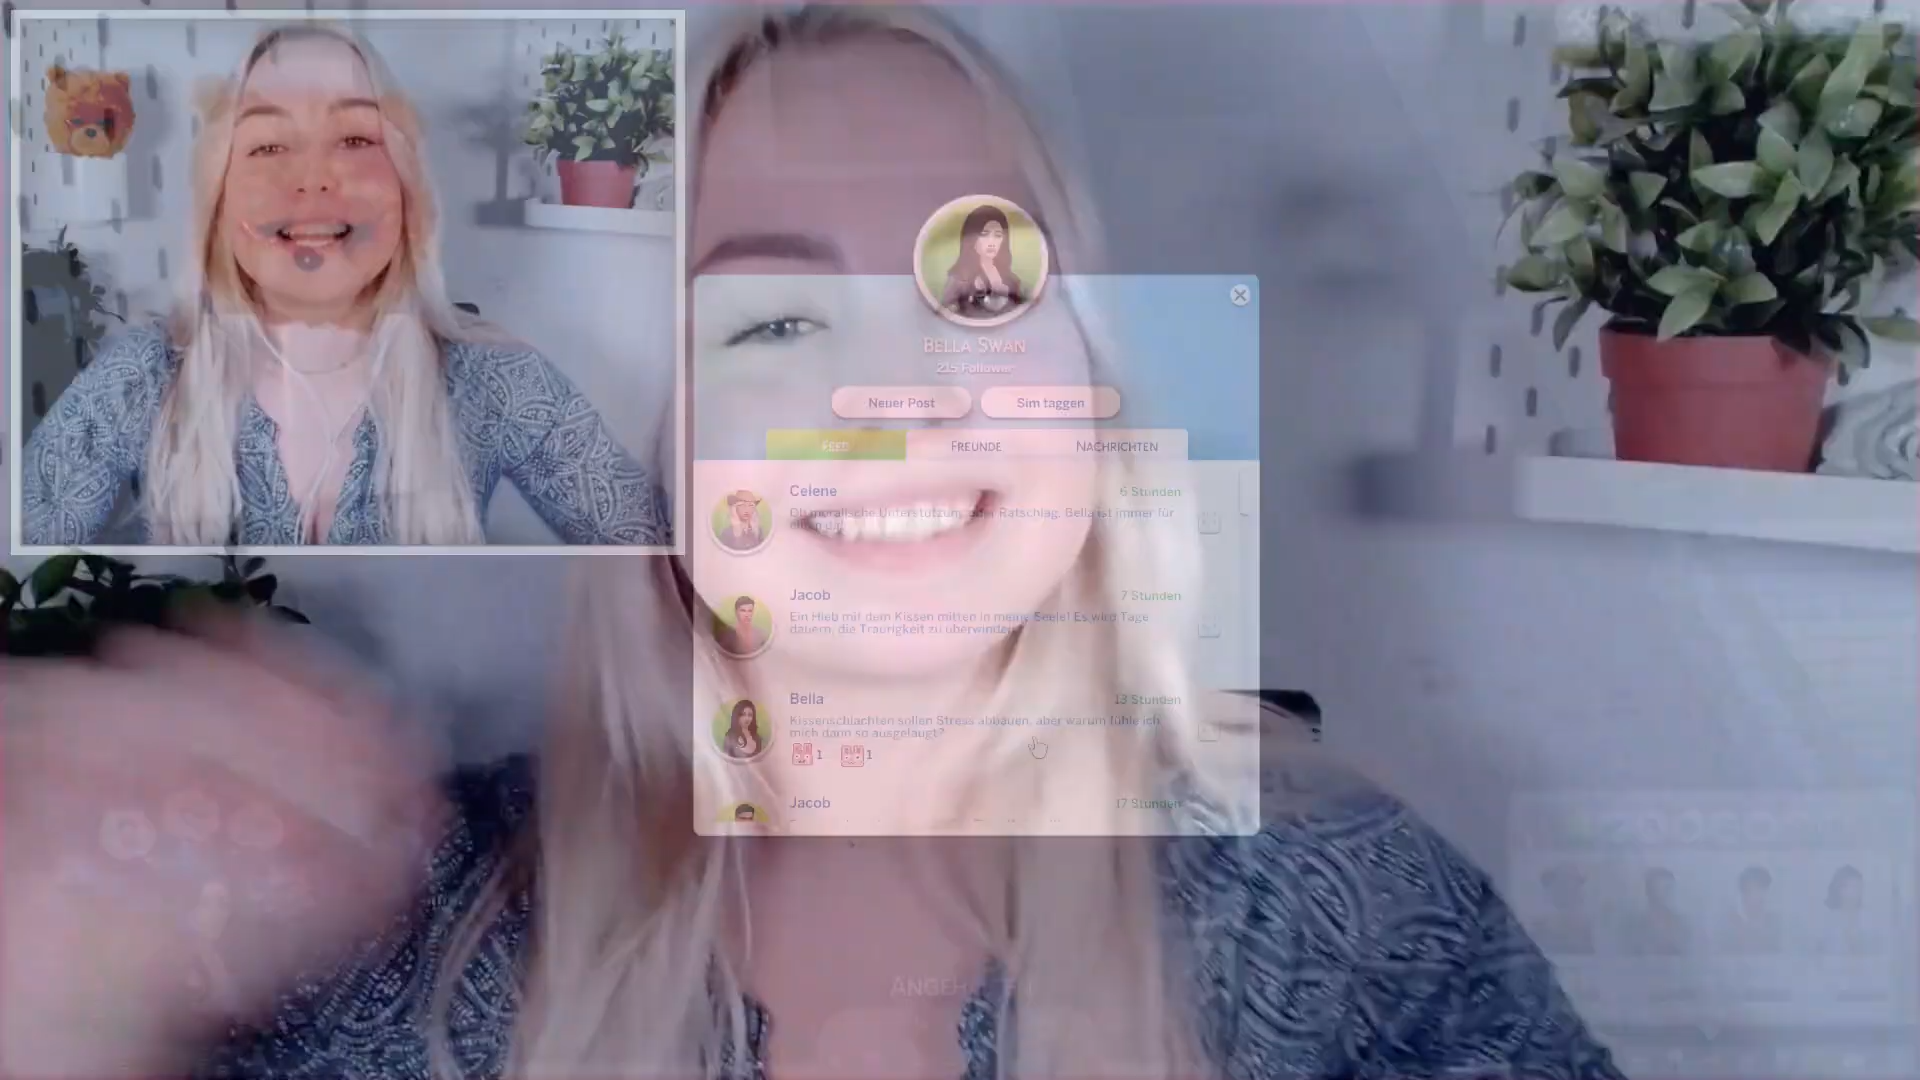 BELLA SWAN
215 Follower
Neuer Post
Sim taggen
FEED
FREUNDE
NACHRICHTEN
Celene
6 Stunden
Ob moralische Unterstützung oder Ratschlag, Bella ist immer für
einen da!
Jacob
7 Stunden
Ein Hieb mit dem Kissen mitten in meine Seele! Es wird Tage
dauern, die Traurigkeit zu überwinden!
Bella
13 Stunden
Kissenschlachten sollen Stress abbauen, aber warum fühle ich
mich dann so ausgelaugt?
1
1
Jacob
17 Stunden